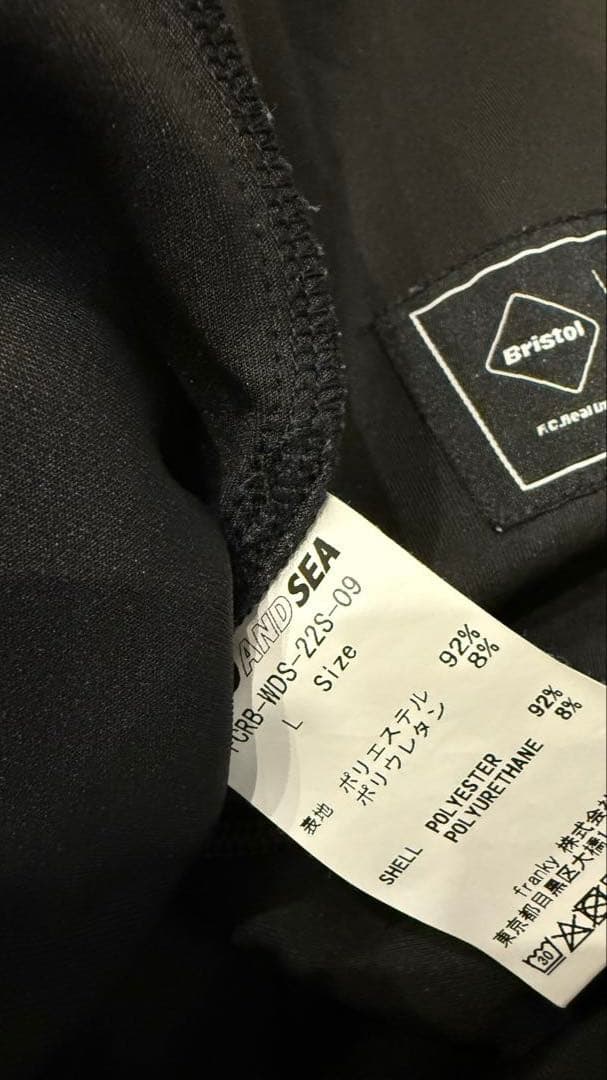 Bristol
F.C.Real
AND SEA
FCRB-WDS-22S-09
L Size
表地 ポリエステル 92%
ポリウレタン 8%
SHELL POLYESTER 92%
POLYURETHANE 8%
franky 株式会
東京都目黒区大橋
30